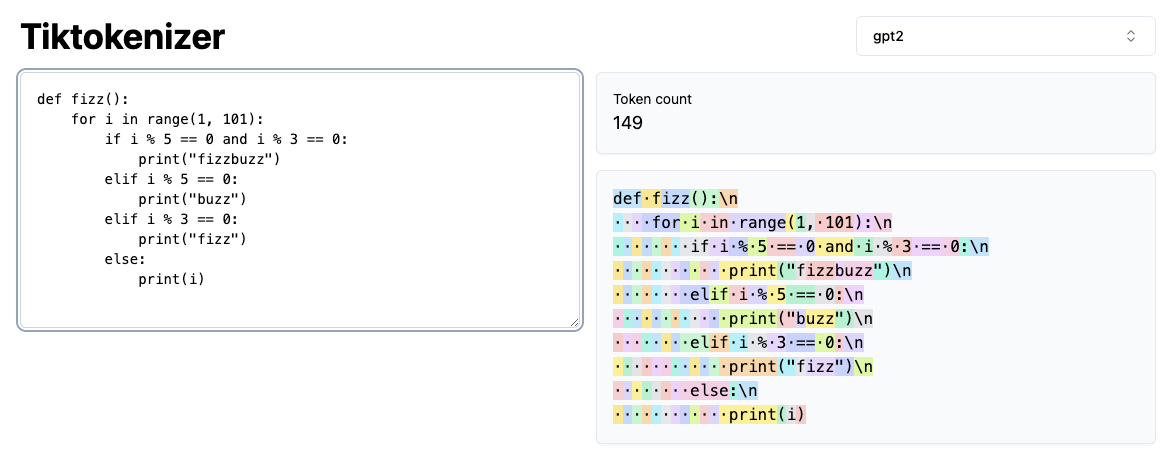 Tiktokenizer
gpt2
def fizz():
    for i in range(1, 101):
        if i % 5 == 0 and i % 3 == 0:
            print("fizzbuzz")
        elif i % 5 == 0:
            print("buzz")
        elif i % 3 == 0:
            print("fizz")
        else:
            print(i)
Token count
149
def·fizz():\n
····for·i·in·range(1,·101):\n
········if·i·%·5·==·0·and·i·%·3·==·0:\n
············print("fizzbuzz")\n
········elif·i·%·5·==·0:\n
············print("buzz")\n
········elif·i·%·3·==·0:\n
············print("fizz")\n
········else:\n
············print(i)